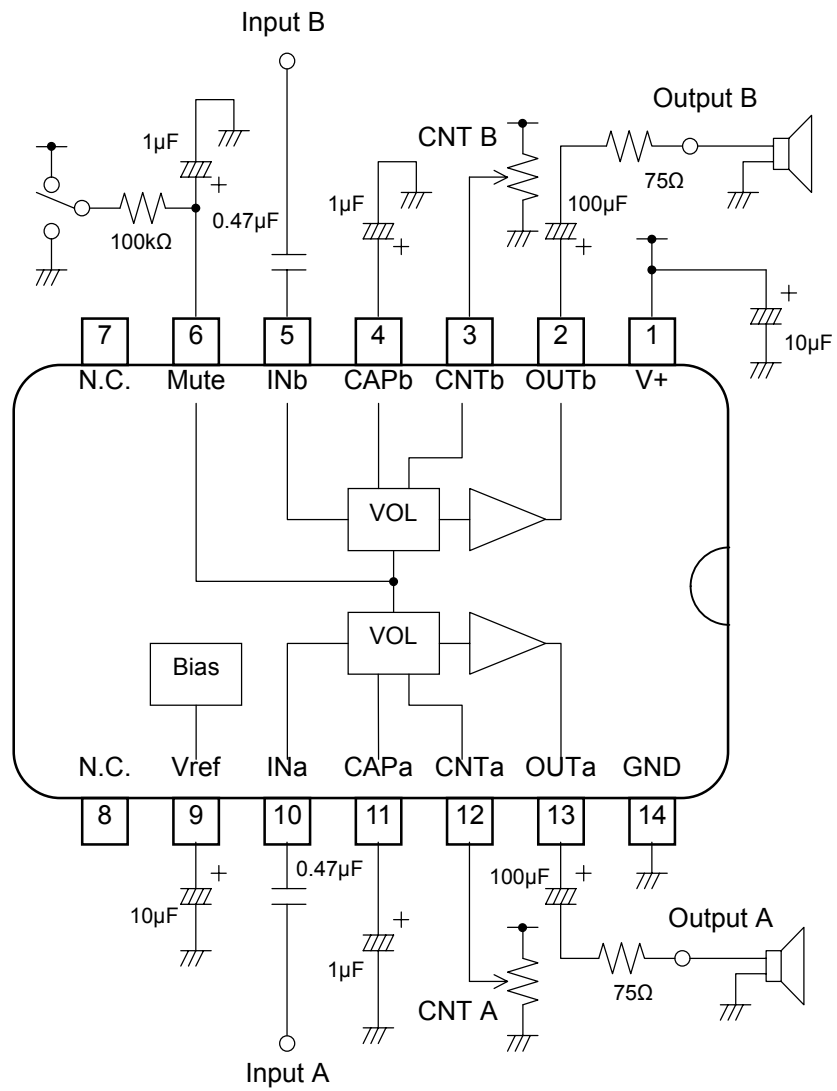 Input B
Output B
CNT B
1µF
+
1µF
+
100kΩ
0.47µF
100µF
+
75Ω
+
10µF
7
6
5
4
3
2
1
N.C.
Mute
INb
CAPb
CNTb
OUTb
V+
VOL
VOL
Bias
N.C.
Vref
INa
CAPa
CNTa
OUTa
GND
8
9
10
11
12
13
14
+
10µF
0.47µF
+
1µF
100µF
+
Output A
75Ω
CNT A
Input A